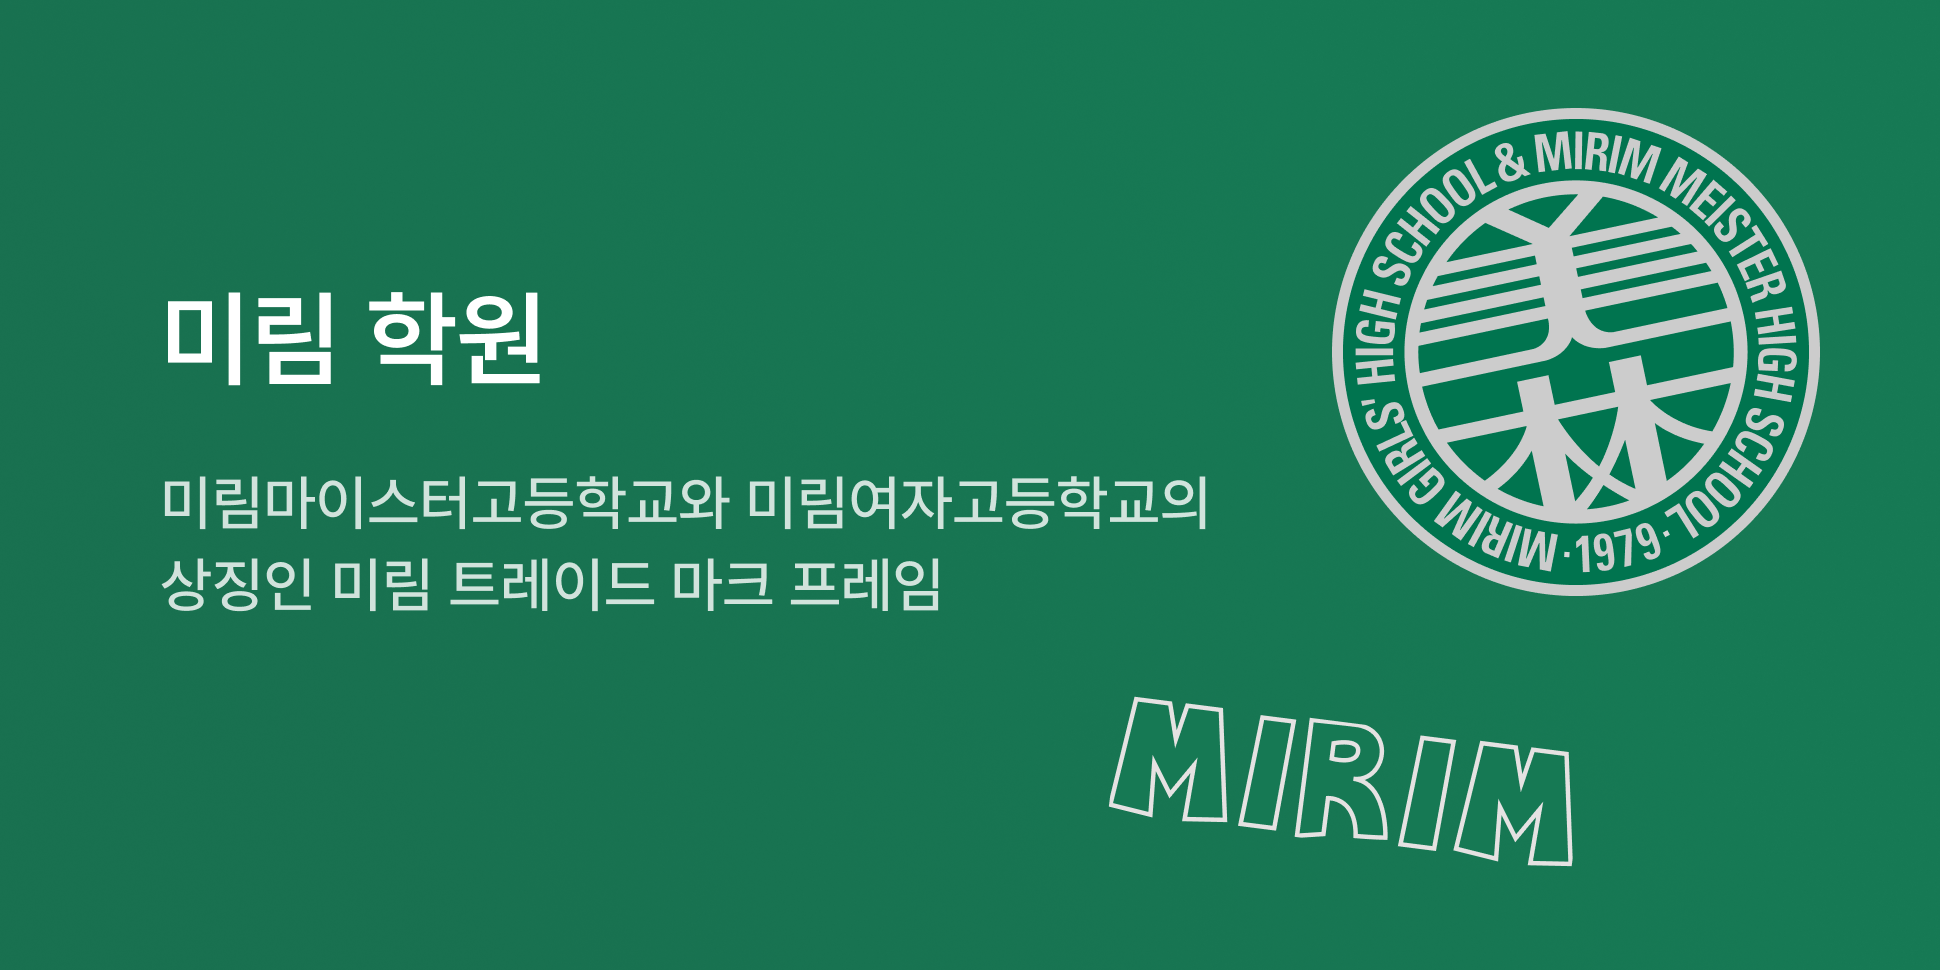 미림 학원
미림마이스터고등학교와 미림여자고등학교의
상징인 미림 트레이드 마크 프레임
MIRIM GIRLS' HIGH SCHOOL & MIRIM MEISTER HIGH SCHOOL · 1979 ·
美林
MIRIM